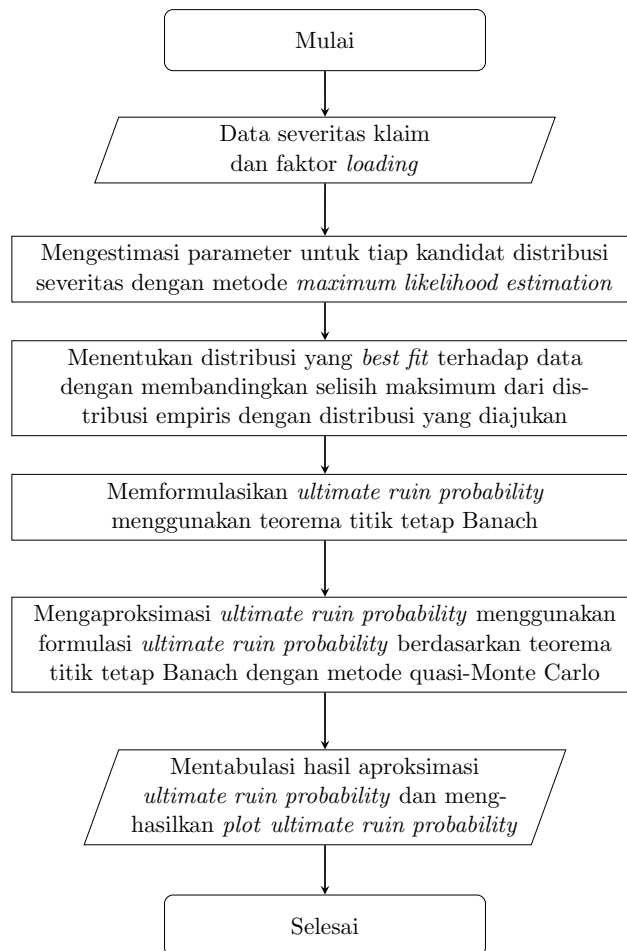 Mulai
Data severitas klaim
dan faktor loading
Mengestimasi parameter untuk tiap kandidat distribusi
severitas dengan metode maximum likelihood estimation
Menentukan distribusi yang best fit terhadap data
dengan membandingkan selisih maksimum dari dis-
tribusi empiris dengan distribusi yang diajukan
Memformulasikan ultimate ruin probability
menggunakan teorema titik tetap Banach
Mengaproksimasi ultimate ruin probability menggunakan
formulasi ultimate ruin probability berdasarkan teorema
titik tetap Banach dengan metode quasi-Monte Carlo
Mentabulasi hasil aproksimasi
ultimate ruin probability dan meng-
hasilkan plot ultimate ruin probability
Selesai